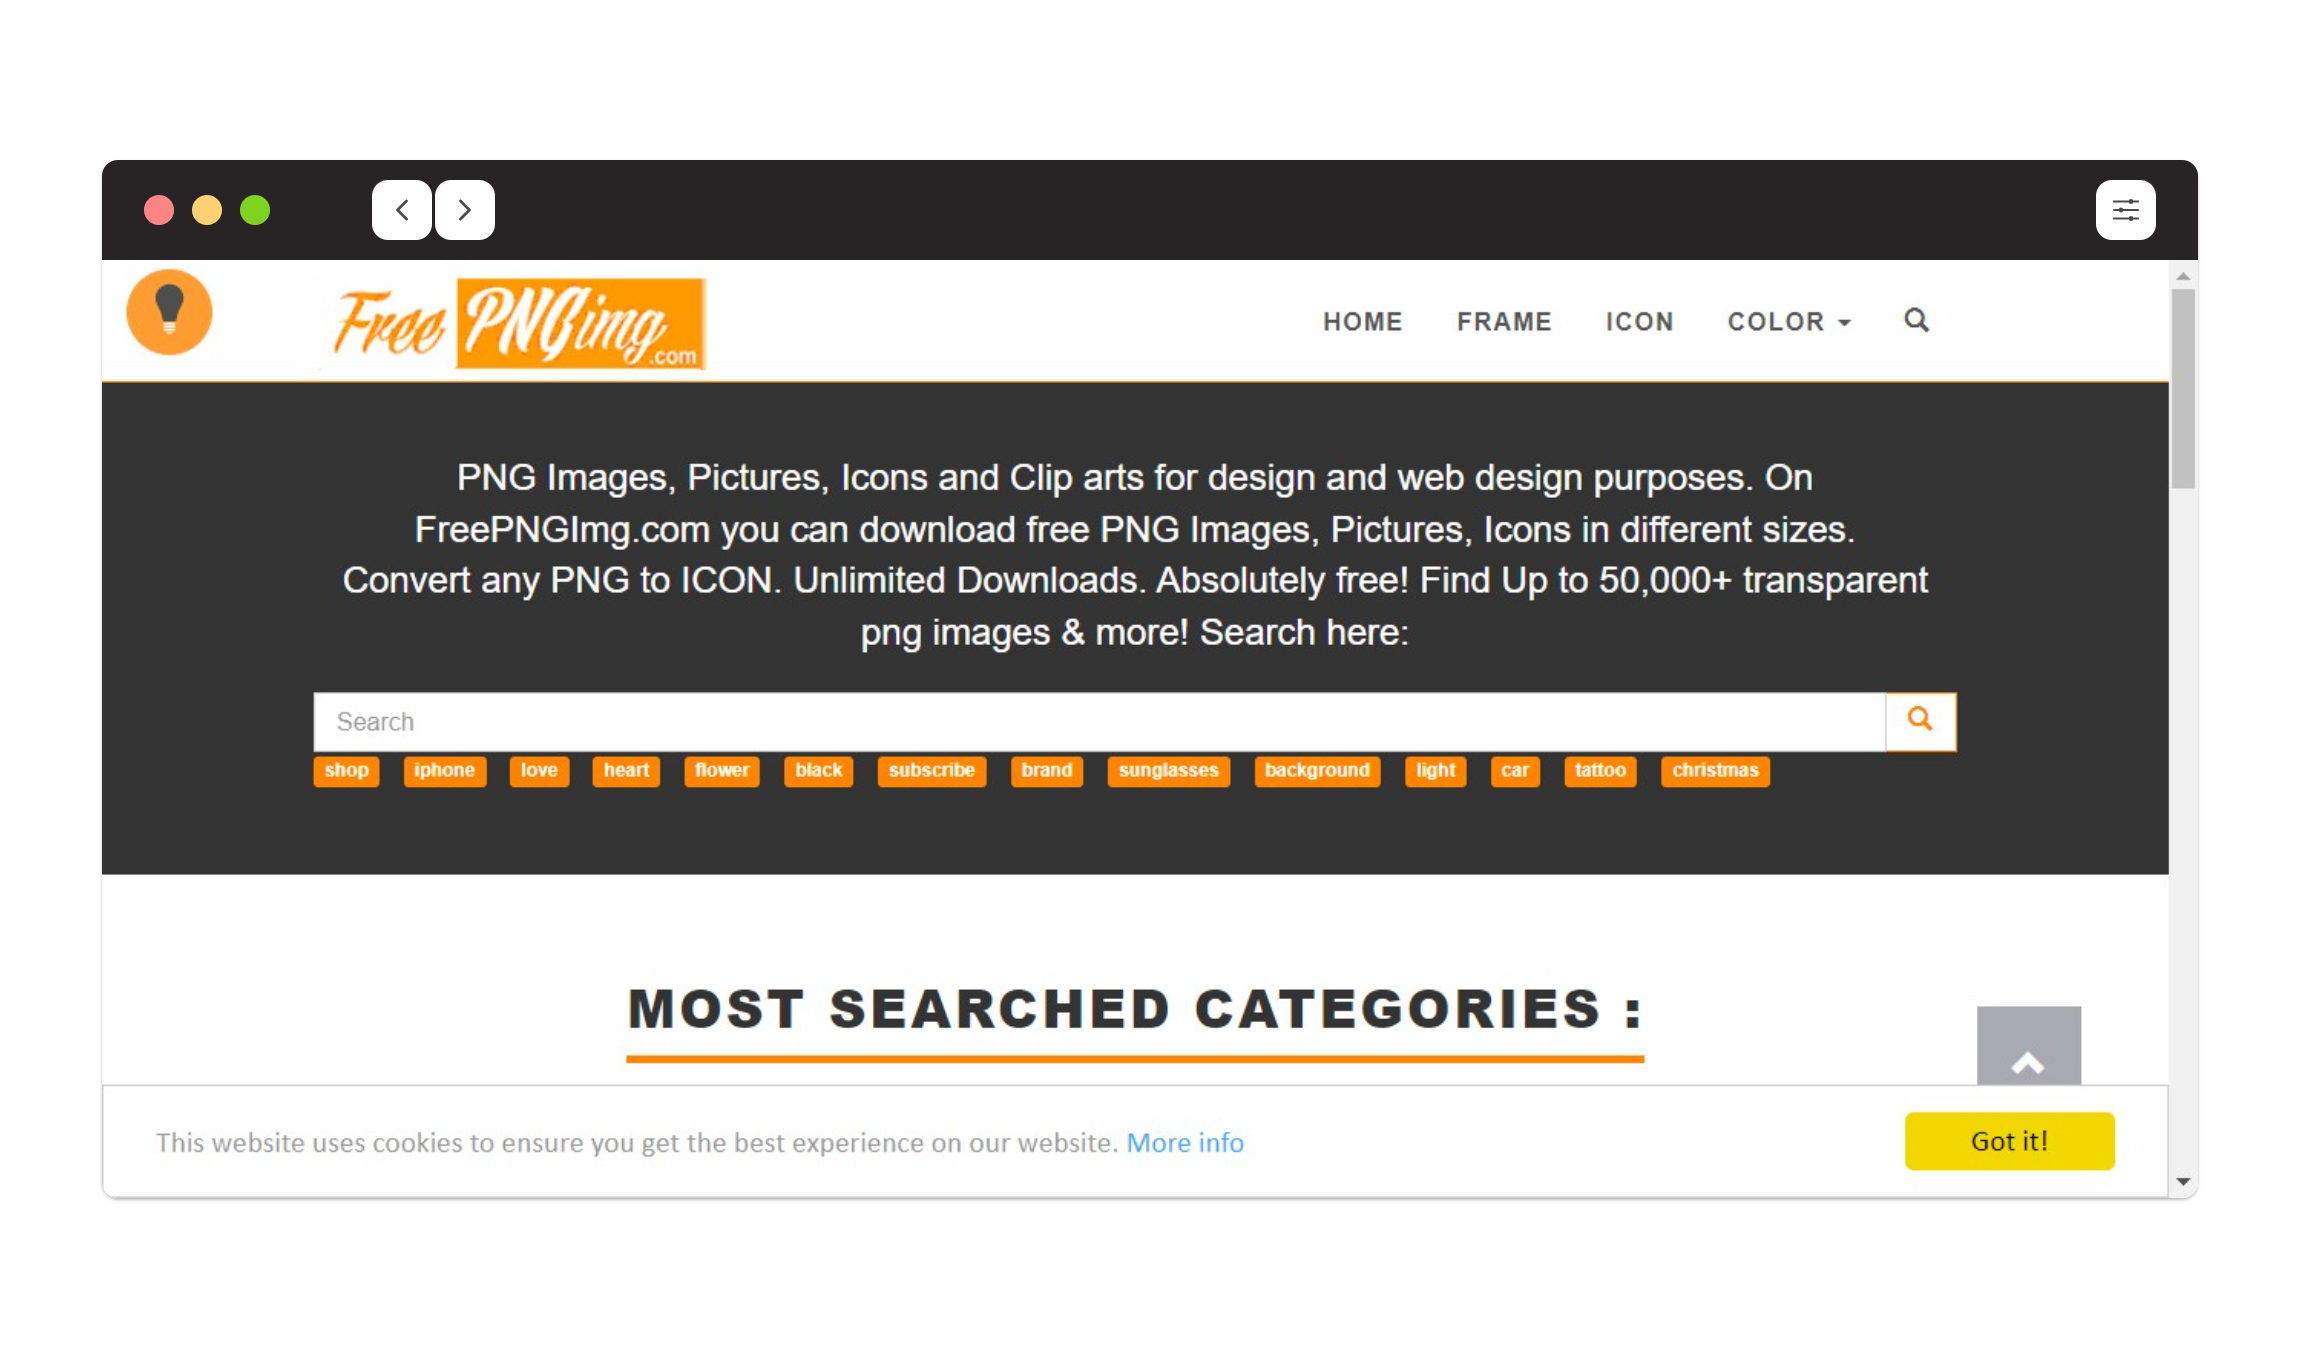 Free PNGimg.com
HOME FRAME ICON COLOR
PNG Images, Pictures, Icons and Clip arts for design and web design purposes. On
FreePNGImg.com you can download free PNG Images, Pictures, Icons in different sizes.
Convert any PNG to ICON. Unlimited Downloads. Absolutely free! Find Up to 50,000+ transparent
png images & more! Search here:
Search
shop iphone love heart flower black subscribe brand sunglasses background light car tattoo christmas
MOST SEARCHED CATEGORIES :
This website uses cookies to ensure you get the best experience on our website. More info
Got it!